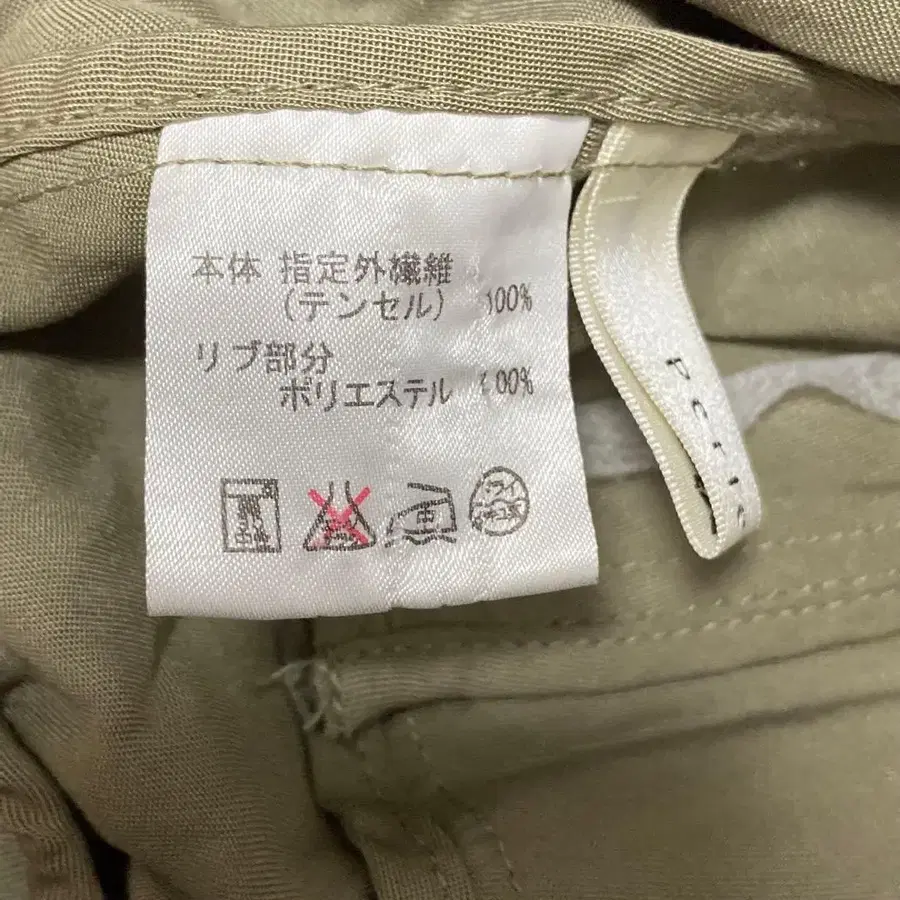 本体 指定外繊維
(テンセル) 100%
リブ部分
ポリエステル 100%